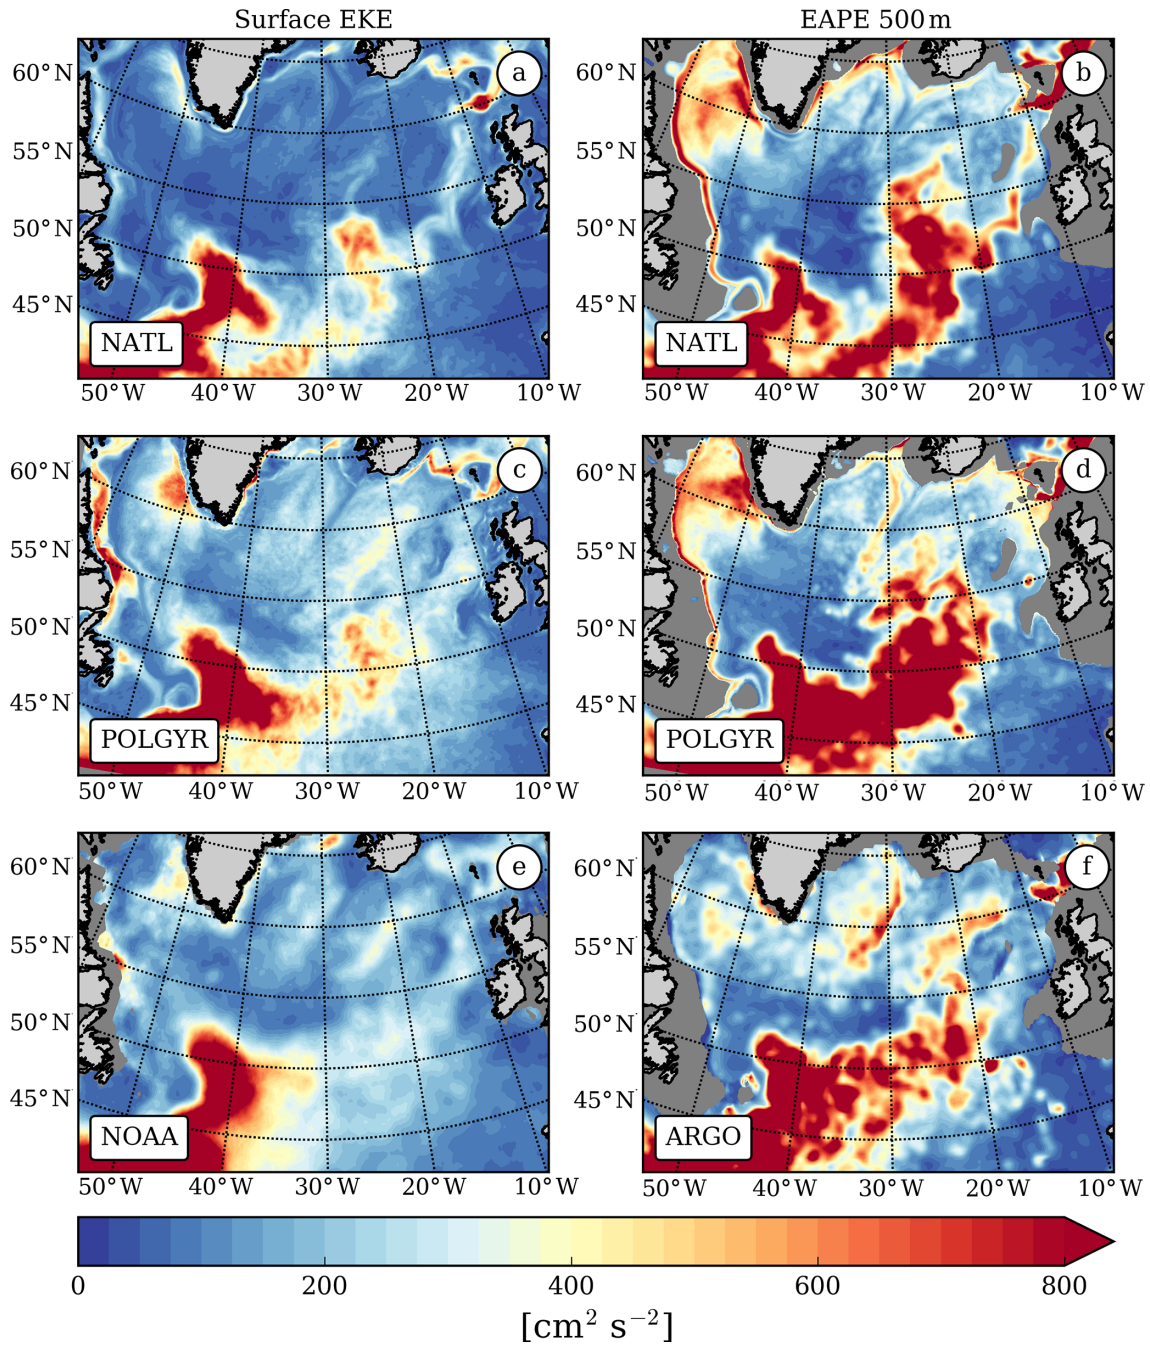 Surface EKE EAPE 500 m
60°N a 60°N b
55°N 55°N
50°N 50°N
45°N 45°N
NATL NATL
50°W 40°W 30°W 20°W 10°W 50°W 40°W 30°W 20°W 10°W
60°N c 60°N d
55°N 55°N
50°N 50°N
45°N 45°N
POLGYR POLGYR
50°W 40°W 30°W 20°W 10°W 50°W 40°W 30°W 20°W 10°W
60°N e 60°N f
55°N 55°N
50°N 50°N
45°N 45°N
NOAA ARGO
50°W 40°W 30°W 20°W 10°W 50°W 40°W 30°W 20°W 10°W
0 200 400 600 800
[cm² s⁻²]